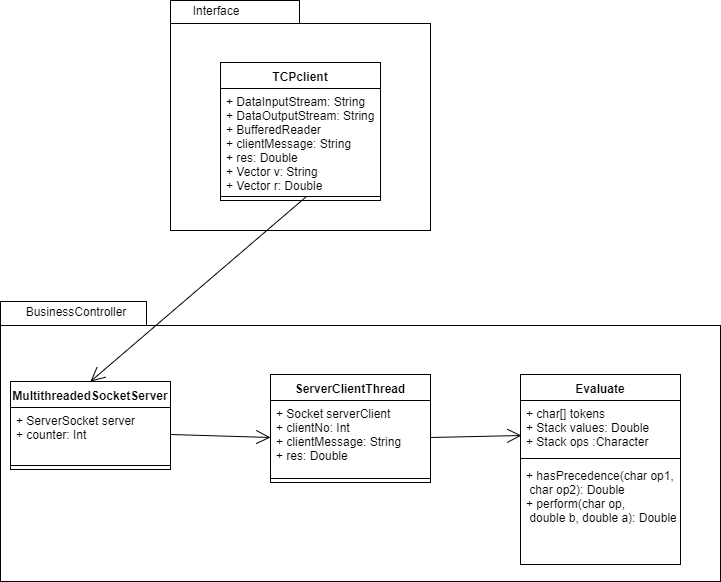 Interface
TCPclient
+ DataInputStream: String
+ DataOutputStream: String
+ BufferedReader
+ clientMessage: String
+ res: Double
+ Vector v: String
+ Vector r: Double
BusinessController
MultithreadedSocketServer
+ ServerSocket server
+ counter: Int
ServerClientThread
+ Socket serverClient
+ clientNo: Int
+ clientMessage: String
+ res: Double
Evaluate
+ char[] tokens
+ Stack values: Double
+ Stack ops :Character
+ hasPrecedence(char op1,
char op2): Double
+ perform(char op,
double b, double a): Double